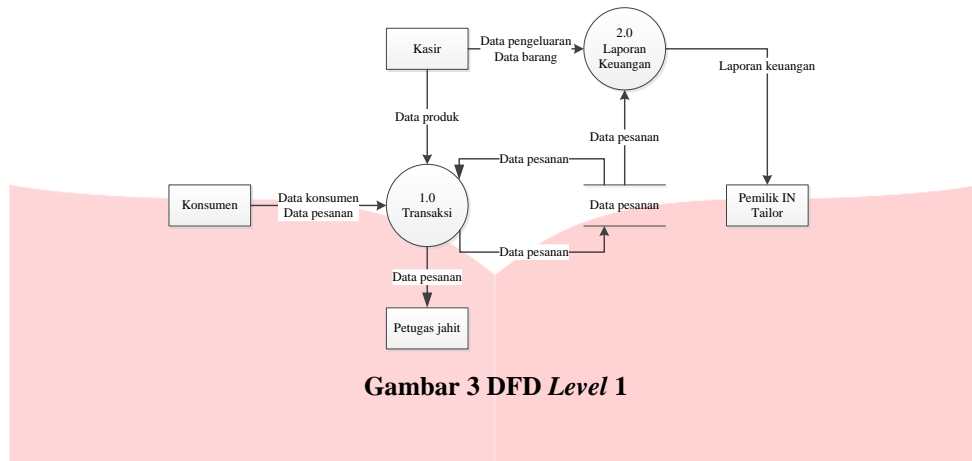 Kasir
Data pengeluaran
Data barang
2.0
Laporan
Keuangan
Laporan keuangan
Data produk
Data pesanan
Data pesanan
Konsumen
Data konsumen
Data pesanan
1.0
Transaksi
Data pesanan
Pemilik IN
Tailor
Data pesanan
Data pesanan
Petugas jahit
Gambar 3 DFD Level 1